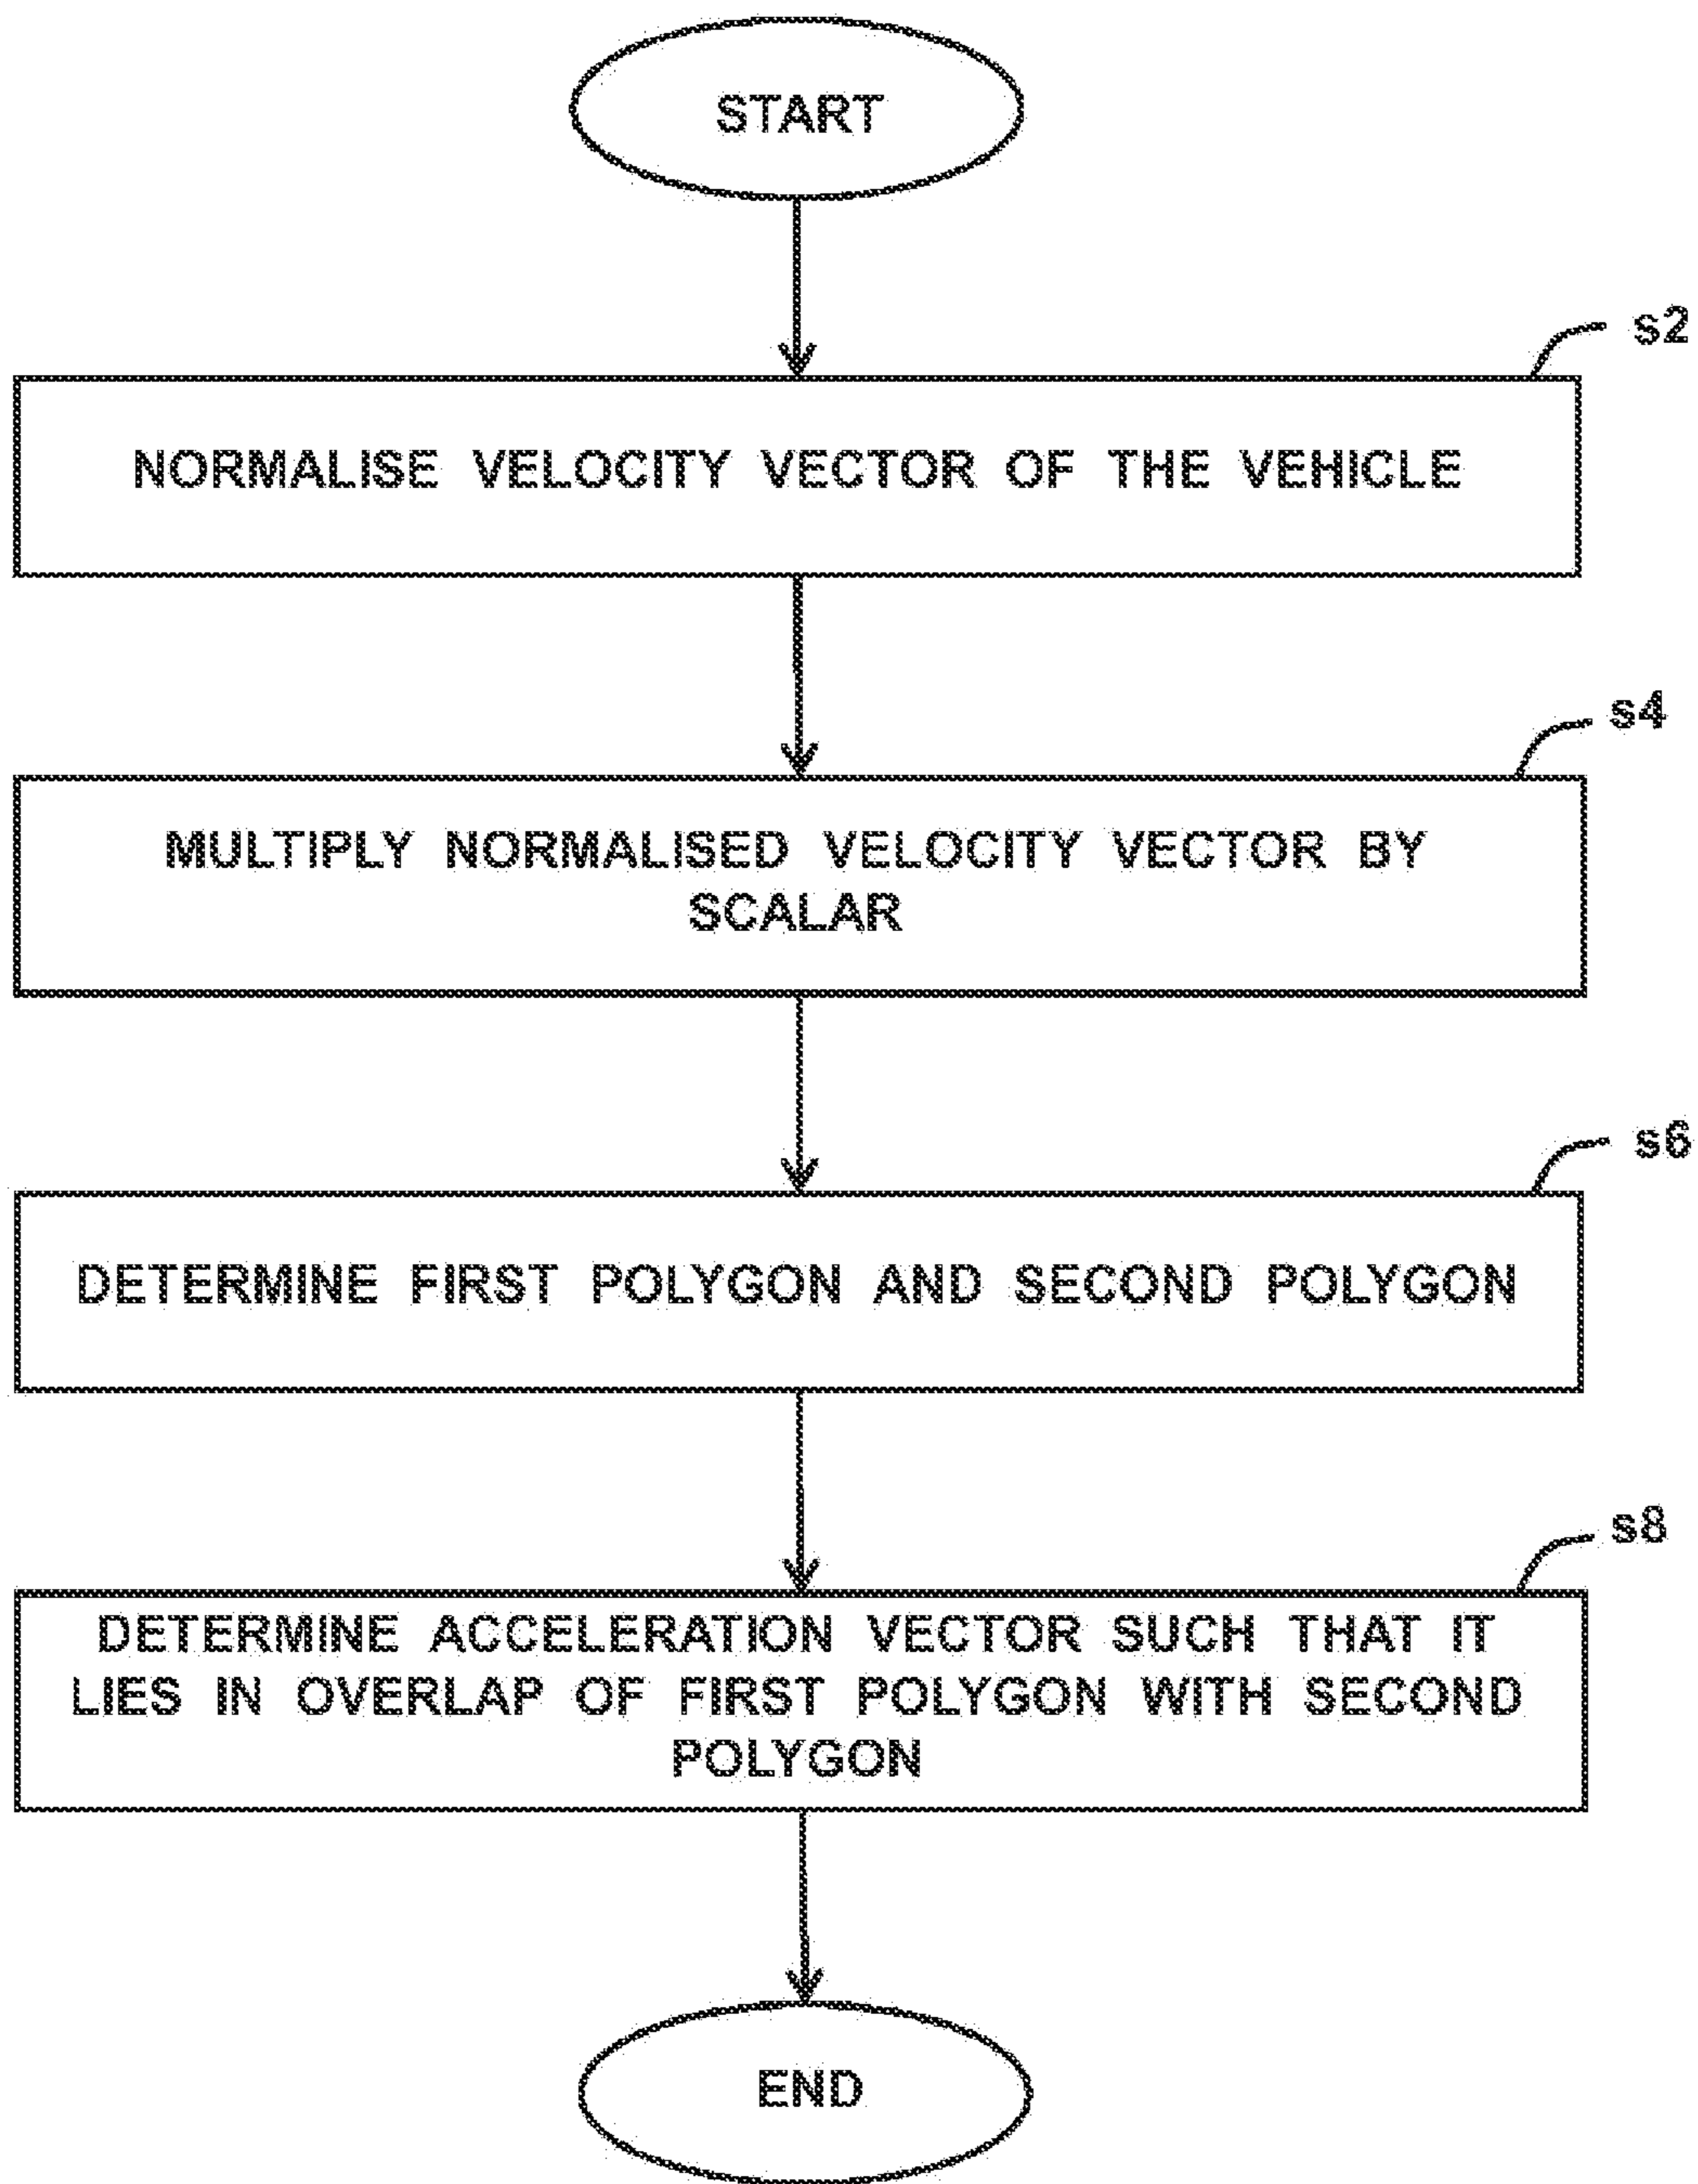 START
s2
NORMALISE VELOCITY VECTOR OF THE VEHICLE
s4
MULTIPLY NORMALISED VELOCITY VECTOR BY
SCALAR
s6
DETERMINE FIRST POLYGON AND SECOND POLYGON
s8
DETERMINE ACCELERATION VECTOR SUCH THAT IT
LIES IN OVERLAP OF FIRST POLYGON WITH SECOND
POLYGON
END